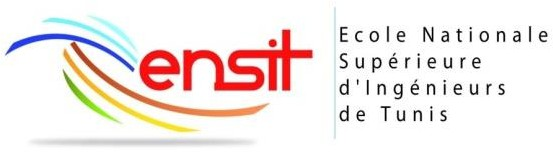 ensit
Ecole Nationale
Supérieure
d'Ingénieurs
de Tunis